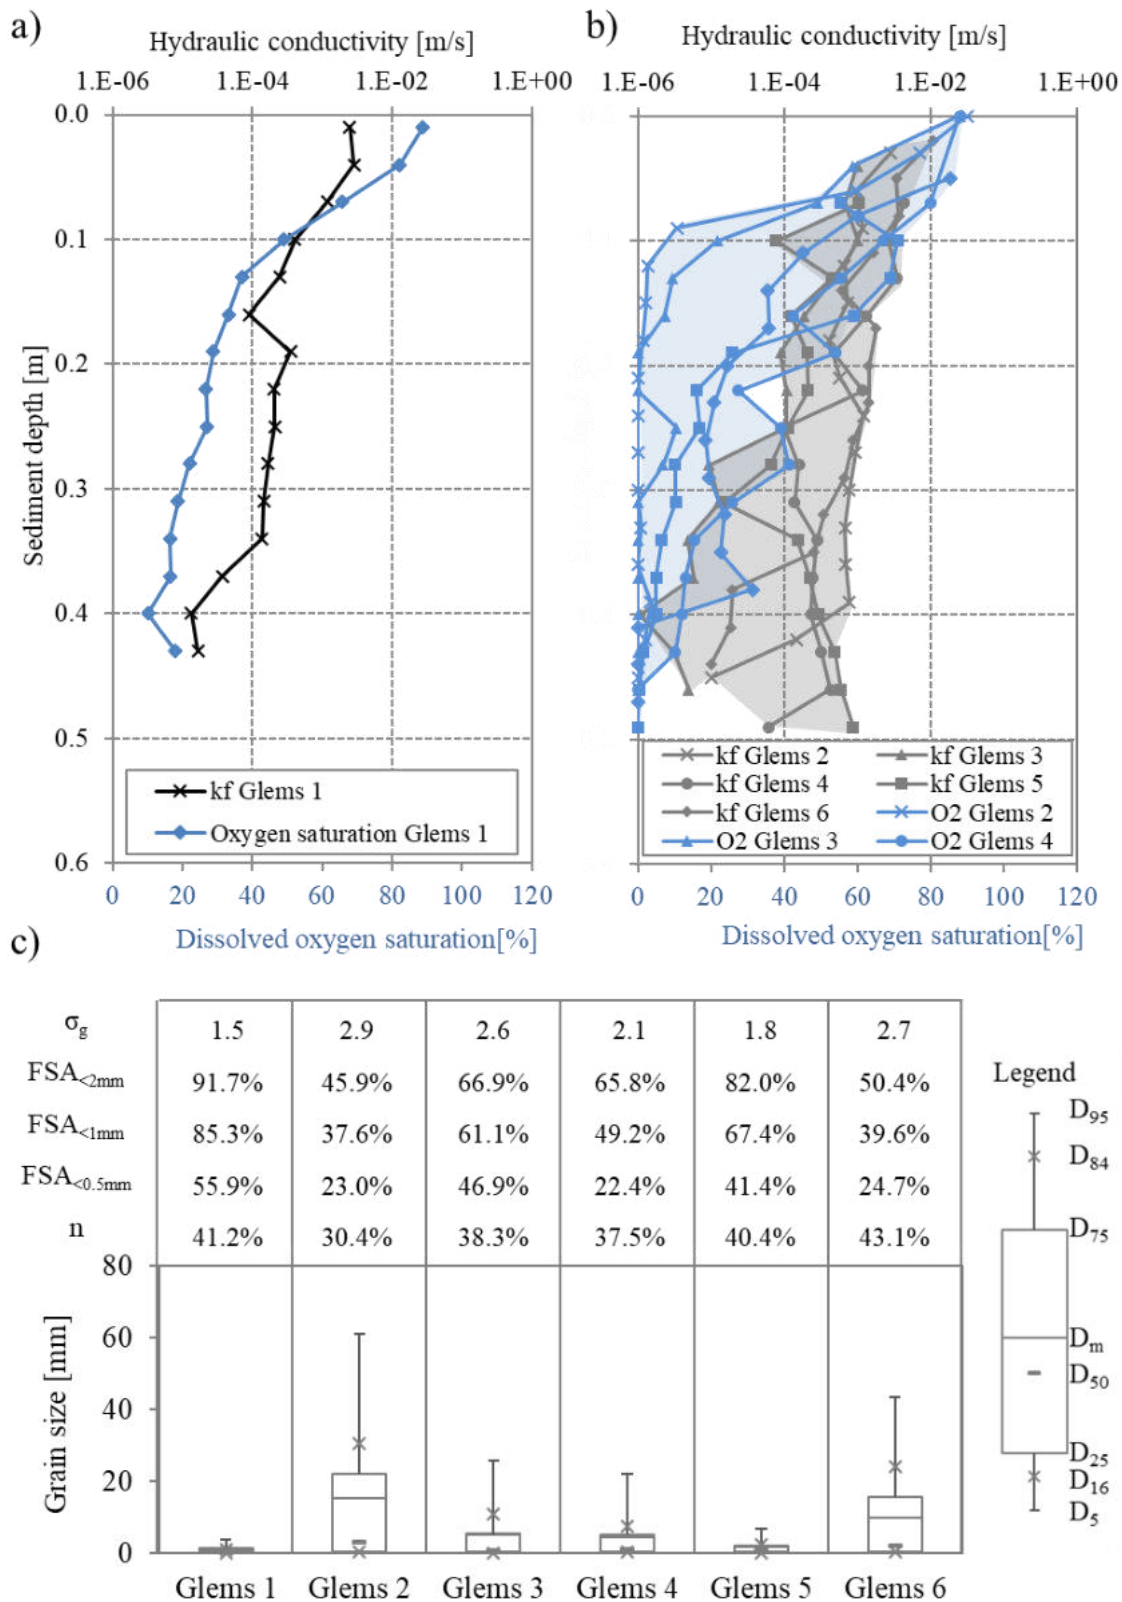 a)
Hydraulic conductivity [m/s]
1.E-06 1.E-04 1.E-02 1.E+00
0.0
0.1
0.2
0.3
0.4
0.5
0.6
Sediment depth [m]
kf Glems 1
Oxygen saturation Glems 1
0 20 40 60 80 100 120
Dissolved oxygen saturation[%]
b)
Hydraulic conductivity [m/s]
1.E-06 1.E-04 1.E-02 1.E+00
kf Glems 2 kf Glems 3
kf Glems 4 kf Glems 5
kf Glems 6 O2 Glems 2
O2 Glems 3 O2 Glems 4
0 20 40 60 80 100 120
Dissolved oxygen saturation[%]
c)
σg 1.5 2.9 2.6 2.1 1.8 2.7
FSA<2mm 91.7% 45.9% 66.9% 65.8% 82.0% 50.4%
FSA<1mm 85.3% 37.6% 61.1% 49.2% 67.4% 39.6%
FSA<0.5mm 55.9% 23.0% 46.9% 22.4% 41.4% 24.7%
n 41.2% 30.4% 38.3% 37.5% 40.4% 43.1%
80
60
40
20
0
Grain size [mm]
Glems 1 Glems 2 Glems 3 Glems 4 Glems 5 Glems 6
Legend
D95
D84
D75
Dm
D50
D25
D16
D5